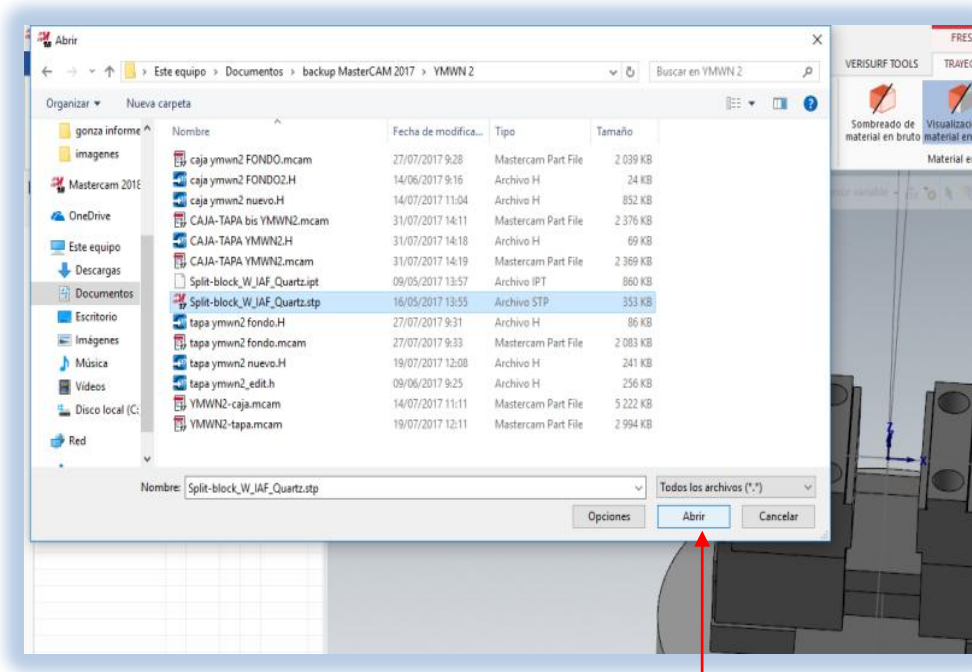 Abrir
FRES
Este equipo > Documentos > backup MasterCAM 2017 > YMWN 2
Buscar en YMWN 2
VERISURF TOOLS TRAYEC
Organizar Nueva carpeta
Sombreado de material en bruto
Visualizació material en
Material e
Nombre Fecha de modifica... Tipo Tamaño
gonza informe
imagenes
Mastercam 2018
OneDrive
Este equipo
Descargas
Documentos
Escritorio
Imágenes
Música
Vídeos
Disco local (C:
Red
caja ymwn2 FONDO.mcam 27/07/2017 9:28 Mastercam Part File 2 039 KB
caja ymwn2 FONDO2.H 14/06/2017 9:16 Archivo H 24 KB
caja ymwn2 nuevo.H 14/07/2017 11:04 Archivo H 852 KB
CAJA-TAPA bis YMWN2.mcam 31/07/2017 14:11 Mastercam Part File 2 376 KB
CAJA-TAPA YMWN2.H 31/07/2017 14:18 Archivo H 69 KB
CAJA-TAPA YMWN2.mcam 31/07/2017 14:19 Mastercam Part File 2 369 KB
Split-block_W_IAF_Quartz.ipt 09/05/2017 13:57 Archivo IPT 860 KB
Split-block_W_IAF_Quartz.stp 16/05/2017 13:55 Archivo STP 353 KB
tapa ymwn2 fondo.H 27/07/2017 9:31 Archivo H 86 KB
tapa ymwn2 fondo.mcam 27/07/2017 9:33 Mastercam Part File 2 083 KB
tapa ymwn2 nuevo.H 19/07/2017 12:08 Archivo H 241 KB
tapa ymwn2_edit.h 09/06/2017 9:25 Archivo H 256 KB
YMWN2-caja.mcam 14/07/2017 11:11 Mastercam Part File 5 222 KB
YMWN2-tapa.mcam 19/07/2017 12:11 Mastercam Part File 2 994 KB
Z
X
Nombre: Split-block_W_IAF_Quartz.stp Todos los archivos (*.*)
Opciones Abrir Cancelar